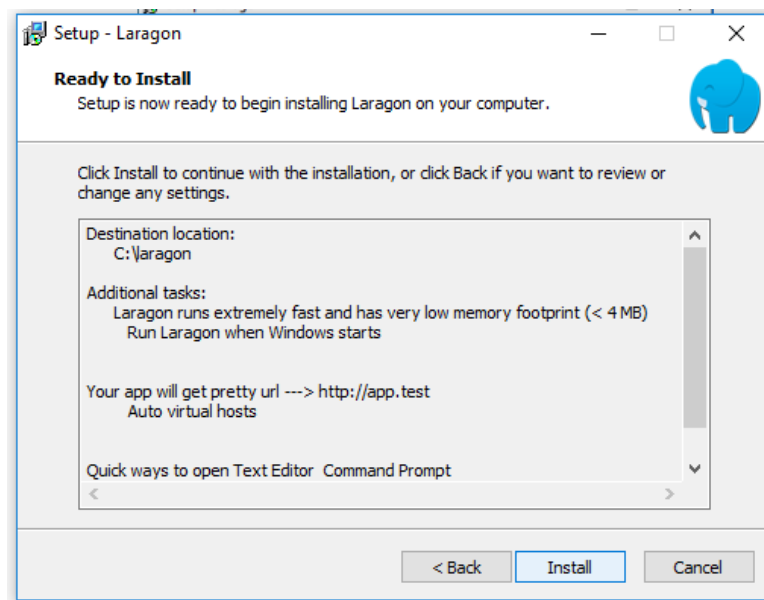 Setup - Laragon
Ready to Install
Setup is now ready to begin installing Laragon on your computer.
Click Install to continue with the installation, or click Back if you want to review or
change any settings.
Destination location:
C:\laragon
Additional tasks:
Laragon runs extremely fast and has very low memory footprint (< 4 MB)
Run Laragon when Windows starts
Your app will get pretty url ---> http://app.test
Auto virtual hosts
Quick ways to open Text Editor  Command Prompt
< Back
Install
Cancel